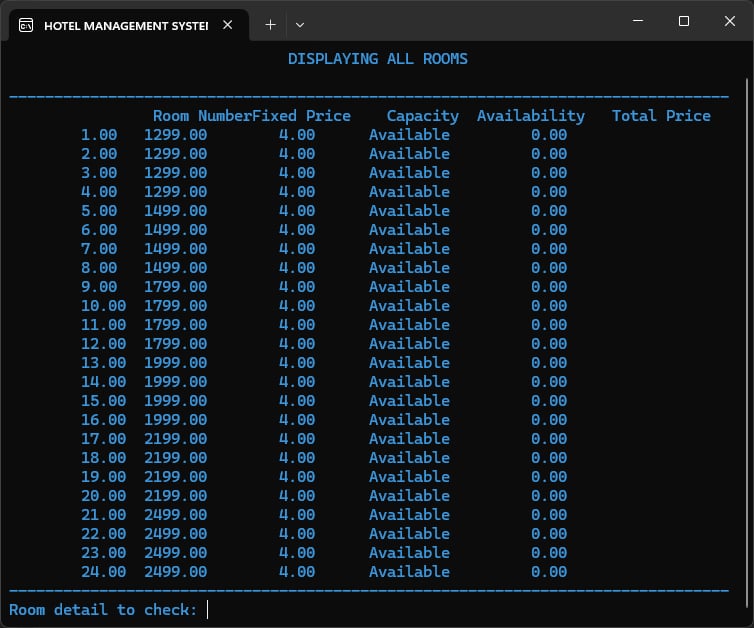 HOTEL MANAGEMENT SYSTEM
DISPLAYING ALL ROOMS
Room NumberFixed Price Capacity Availability Total Price
1.00 1299.00 4.00 Available 0.00
2.00 1299.00 4.00 Available 0.00
3.00 1299.00 4.00 Available 0.00
4.00 1299.00 4.00 Available 0.00
5.00 1499.00 4.00 Available 0.00
6.00 1499.00 4.00 Available 0.00
7.00 1499.00 4.00 Available 0.00
8.00 1499.00 4.00 Available 0.00
9.00 1799.00 4.00 Available 0.00
10.00 1799.00 4.00 Available 0.00
11.00 1799.00 4.00 Available 0.00
12.00 1799.00 4.00 Available 0.00
13.00 1999.00 4.00 Available 0.00
14.00 1999.00 4.00 Available 0.00
15.00 1999.00 4.00 Available 0.00
16.00 1999.00 4.00 Available 0.00
17.00 2199.00 4.00 Available 0.00
18.00 2199.00 4.00 Available 0.00
19.00 2199.00 4.00 Available 0.00
20.00 2199.00 4.00 Available 0.00
21.00 2499.00 4.00 Available 0.00
22.00 2499.00 4.00 Available 0.00
23.00 2499.00 4.00 Available 0.00
24.00 2499.00 4.00 Available 0.00
Room detail to check: